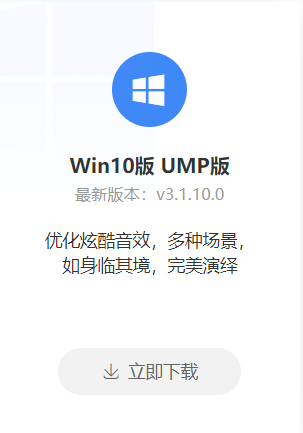 Win10版 UMP版
最新版本：v3.1.10.0
优化炫酷音效，多种场景，
如身临其境，完美演绎
立即下载